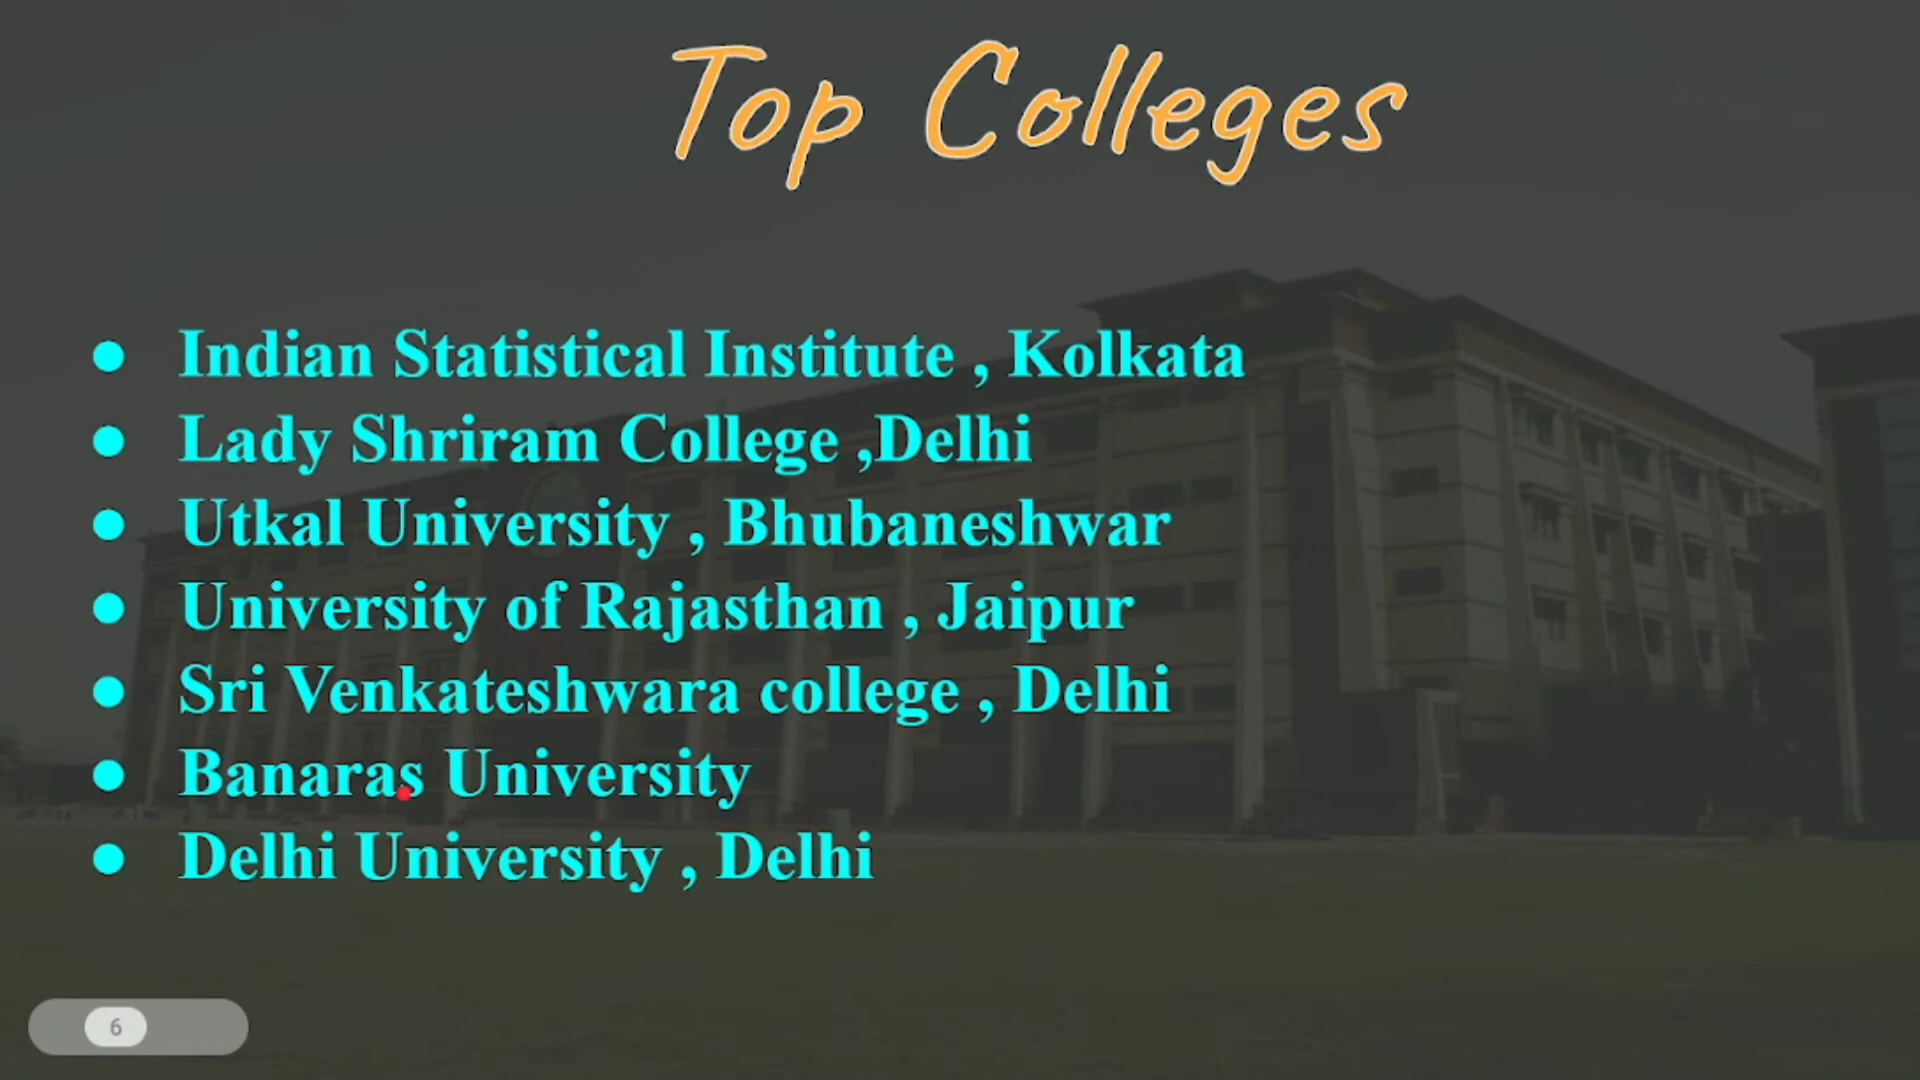 Top Colleges
● Indian Statistical Institute , Kolkata
● Lady Shriram College ,Delhi
● Utkal University , Bhubaneshwar
● University of Rajasthan , Jaipur
● Sri Venkateshwara college , Delhi
● Banaras University
● Delhi University , Delhi
6